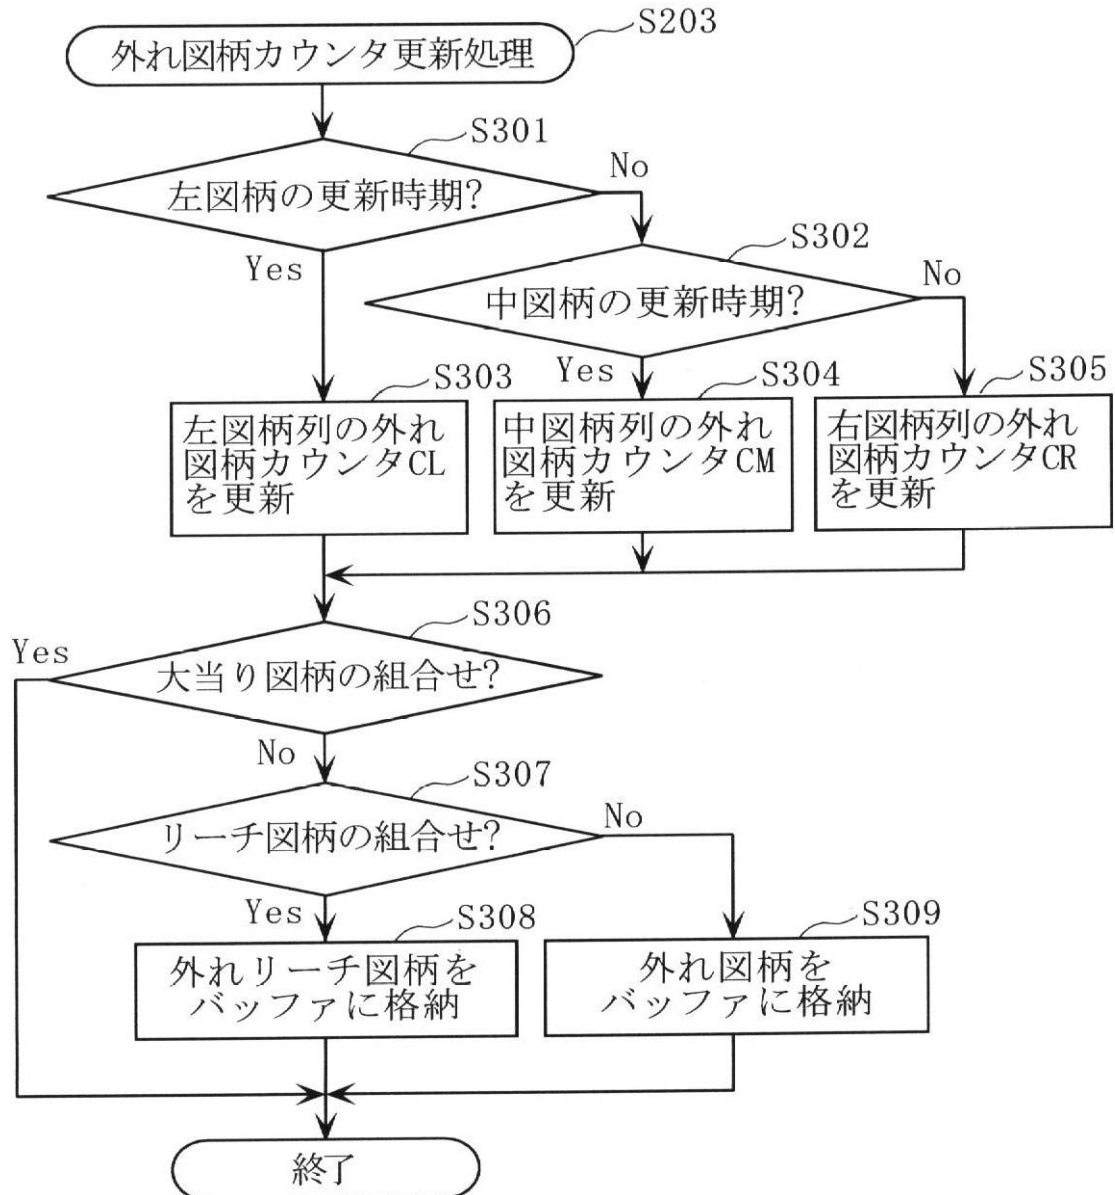 S203
外れ図柄カウンタ更新処理
S301
左図柄の更新時期?
No
Yes
S302
中図柄の更新時期?
No
Yes
S303
左図柄列の外れ
図柄カウンタCL
を更新
S304
中図柄列の外れ
図柄カウンタCM
を更新
S305
右図柄列の外れ
図柄カウンタCR
を更新
S306
Yes
大当り図柄の組合せ?
No
S307
リーチ図柄の組合せ?
No
Yes
S308
外れリーチ図柄を
バッファに格納
S309
外れ図柄を
バッファに格納
終了